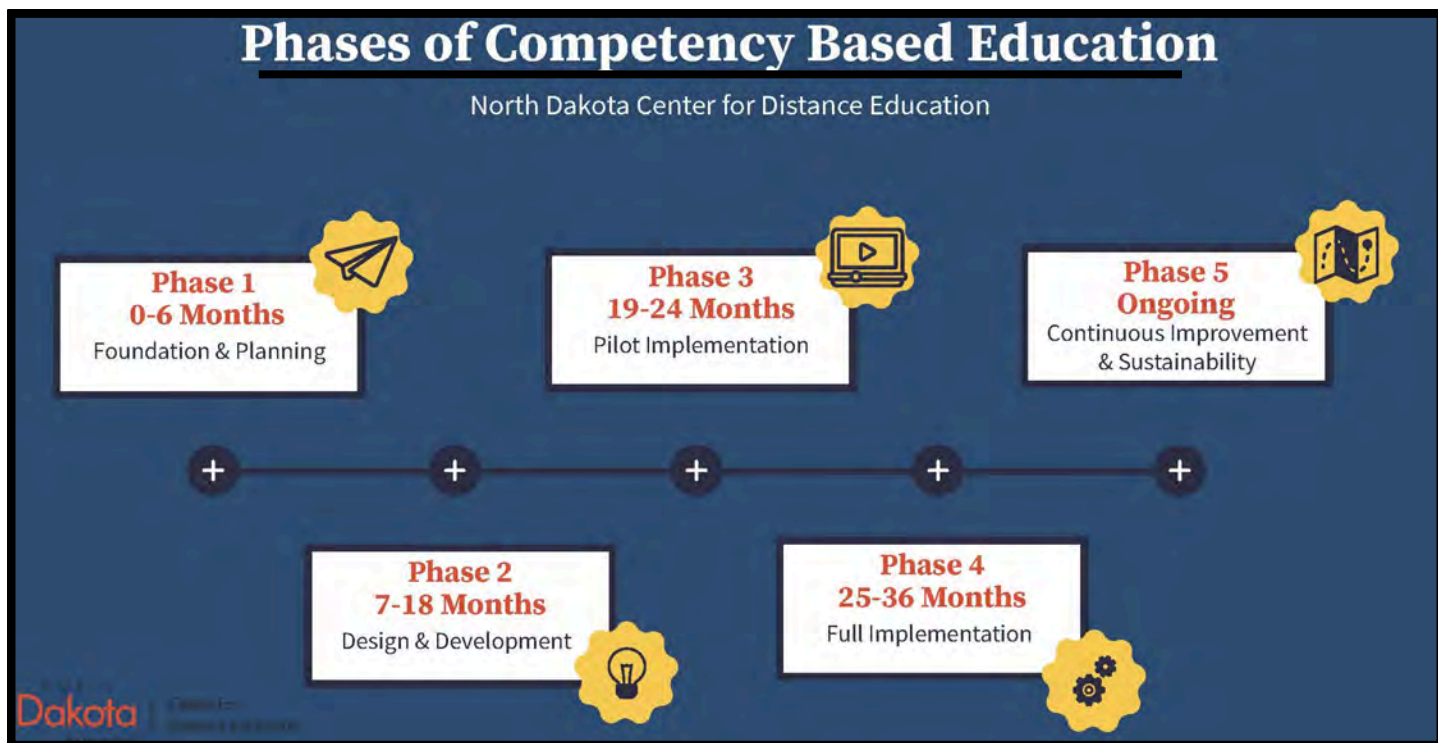 Phases of Competency Based Education
North Dakota Center for Distance Education
Phase 1
0-6 Months
Foundation & Planning
Phase 2
7-18 Months
Design & Development
Phase 3
19-24 Months
Pilot Implementation
Phase 4
25-36 Months
Full Implementation
Phase 5
Ongoing
Continuous Improvement
& Sustainability
Dakota